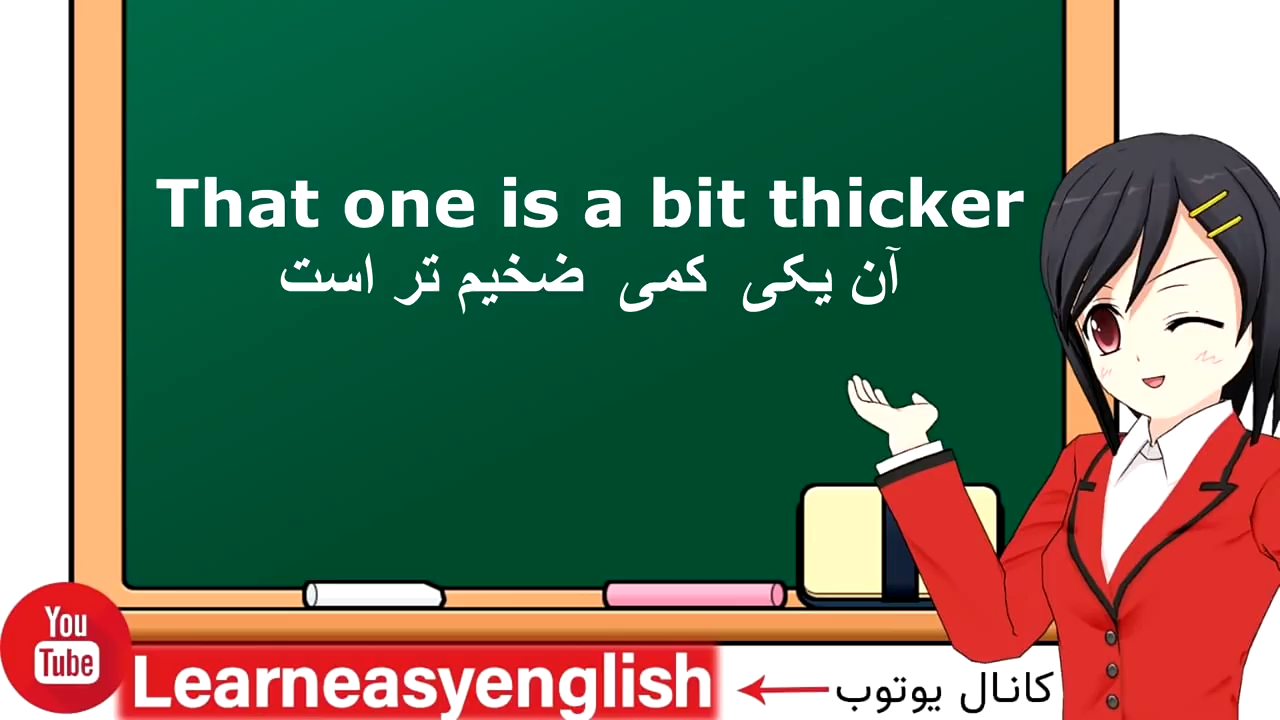 That one is a bit thicker
آن یکی کمی ضخیم تر است
You
Tube
Learneasyenglish
کانال یوتوب